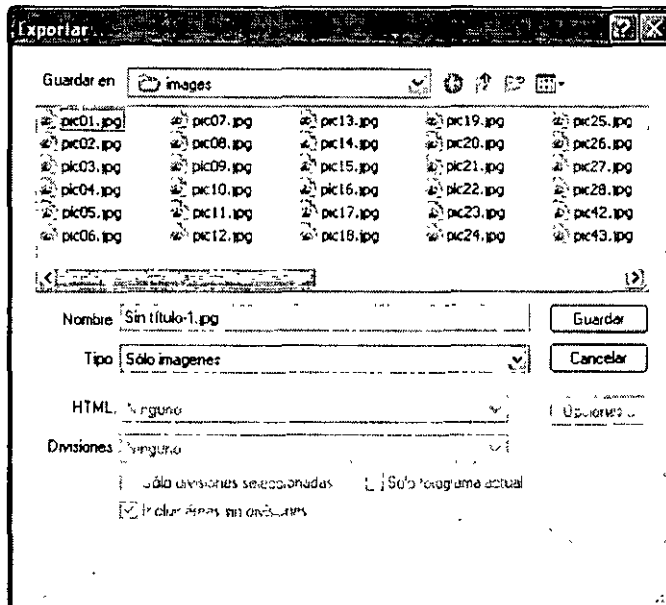 Exportar
Guardar en images
pic01.jpg pic07.jpg pic13.jpg pic19.jpg pic25.jpg
pic02.jpg pic08.jpg pic14.jpg pic20.jpg pic26.jpg
pic03.jpg pic09.jpg pic15.jpg pic21.jpg pic27.jpg
pic04.jpg pic10.jpg pic16.jpg pic22.jpg pic28.jpg
pic05.jpg pic11.jpg pic17.jpg pic23.jpg pic42.jpg
pic06.jpg pic12.jpg pic18.jpg pic24.jpg pic43.jpg
Nombre Sin título-1.jpg Guardar
Tipo Sólo imagenes Cancelar
HTML. Ninguno Opciones
Divisiones Ninguno
Sólo divisiones seleccionadas Sólo fotograma actual
Incluir áreas sin divisiones